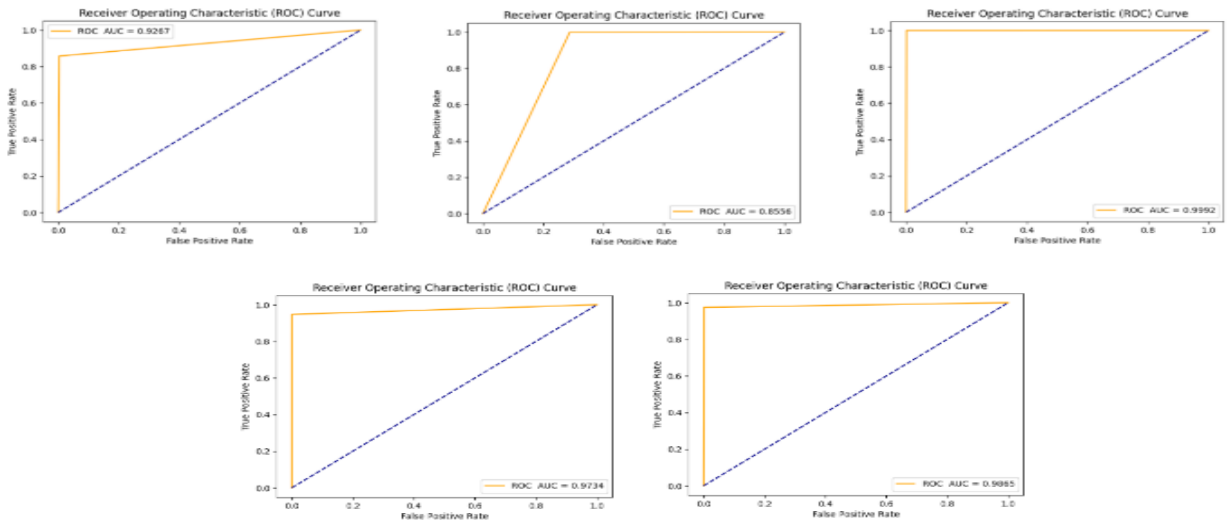 Receiver Operating Characteristic (ROC) Curve
ROC AUC = 0.9267
True Positive Rate
1.0
0.8
0.6
0.4
0.2
0.0
0.0 0.2 0.4 0.6 0.8 1.0
False Positive Rate
Receiver Operating Characteristic (ROC) Curve
True Positive Rate
1.0
0.8
0.6
0.4
0.2
0.0
ROC AUC = 0.8556
0.0 0.2 0.4 0.6 0.8 1.0
False Positive Rate
Receiver Operating Characteristic (ROC) Curve
True Positive Rate
1.0
0.8
0.6
0.4
0.2
0.0
ROC AUC = 0.9992
0.0 0.2 0.4 0.6 0.8 1.0
False Positive Rate
Receiver Operating Characteristic (ROC) Curve
True Positive Rate
1.0
0.8
0.6
0.4
0.2
0.0
ROC AUC = 0.9734
0.0 0.2 0.4 0.6 0.8 1.0
False Positive Rate
Receiver Operating Characteristic (ROC) Curve
True Positive Rate
1.0
0.8
0.6
0.4
0.2
0.0
ROC AUC = 0.9865
0.0 0.2 0.4 0.6 0.8 1.0
False Positive Rate